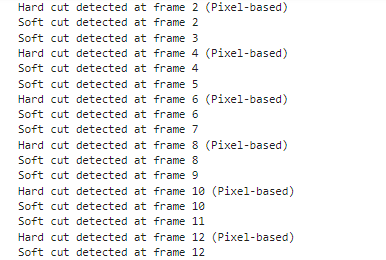 Hard cut detected at frame 2 (Pixel-based)
Soft cut detected at frame 2
Soft cut detected at frame 3
Hard cut detected at frame 4 (Pixel-based)
Soft cut detected at frame 4
Soft cut detected at frame 5
Hard cut detected at frame 6 (Pixel-based)
Soft cut detected at frame 6
Soft cut detected at frame 7
Hard cut detected at frame 8 (Pixel-based)
Soft cut detected at frame 8
Soft cut detected at frame 9
Hard cut detected at frame 10 (Pixel-based)
Soft cut detected at frame 10
Soft cut detected at frame 11
Hard cut detected at frame 12 (Pixel-based)
Soft cut detected at frame 12